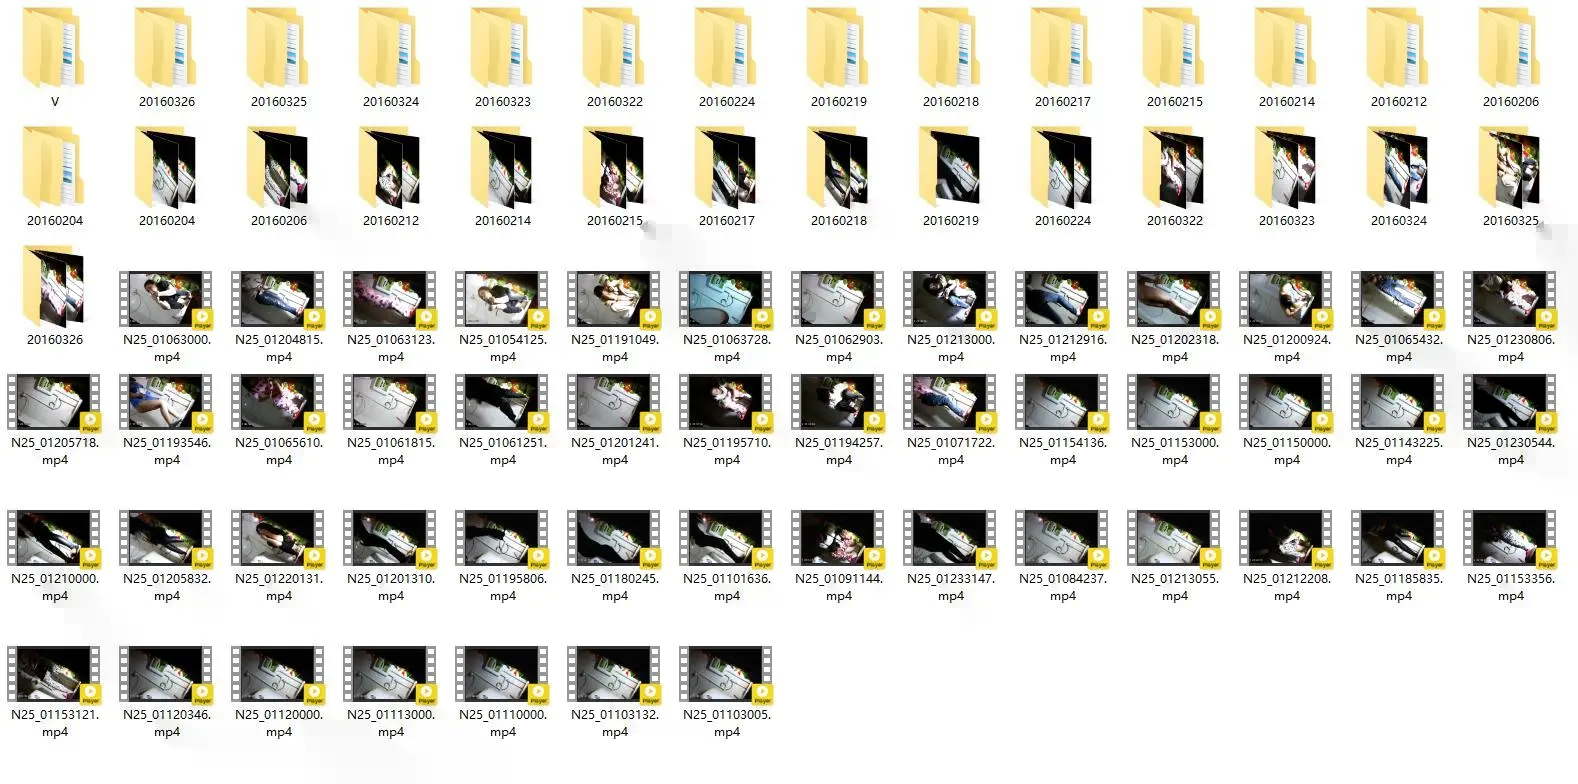 V
20160326
20160325
20160324
20160323
20160322
20160224
20160219
20160218
20160217
20160215
20160214
20160212
20160206
20160204
20160204
20160206
20160212
20160214
20160215
20160217
20160218
20160219
20160224
20160322
20160323
20160324
20160325
20160326
N25_01063000.
mp4
N25_01204815.
mp4
N25_01063123.
mp4
N25_01054125.
mp4
N25_01191049.
mp4
N25_01063728.
mp4
N25_01062903.
mp4
N25_01213000.
mp4
N25_01212916.
mp4
N25_01202318.
mp4
N25_01200924.
mp4
N25_01065432.
mp4
N25_01230806.
mp4
N25_01205718.
mp4
N25_01193546.
mp4
N25_01065610.
mp4
N25_01061815.
mp4
N25_01061251.
mp4
N25_01201241.
mp4
N25_01195710.
mp4
N25_01194257.
mp4
N25_01071722.
mp4
N25_01154136.
mp4
N25_01153000.
mp4
N25_01150000.
mp4
N25_01143225.
mp4
N25_01230544.
mp4
N25_01210000.
mp4
N25_01205832.
mp4
N25_01220131.
mp4
N25_01201310.
mp4
N25_01195806.
mp4
N25_01180245.
mp4
N25_01101636.
mp4
N25_01091144.
mp4
N25_01233147.
mp4
N25_01084237.
mp4
N25_01213055.
mp4
N25_01212208.
mp4
N25_01185835.
mp4
N25_01153356.
mp4
N25_01153121.
mp4
N25_01120346.
mp4
N25_01120000.
mp4
N25_01113000.
mp4
N25_01110000.
mp4
N25_01103132.
mp4
N25_01103005.
mp4